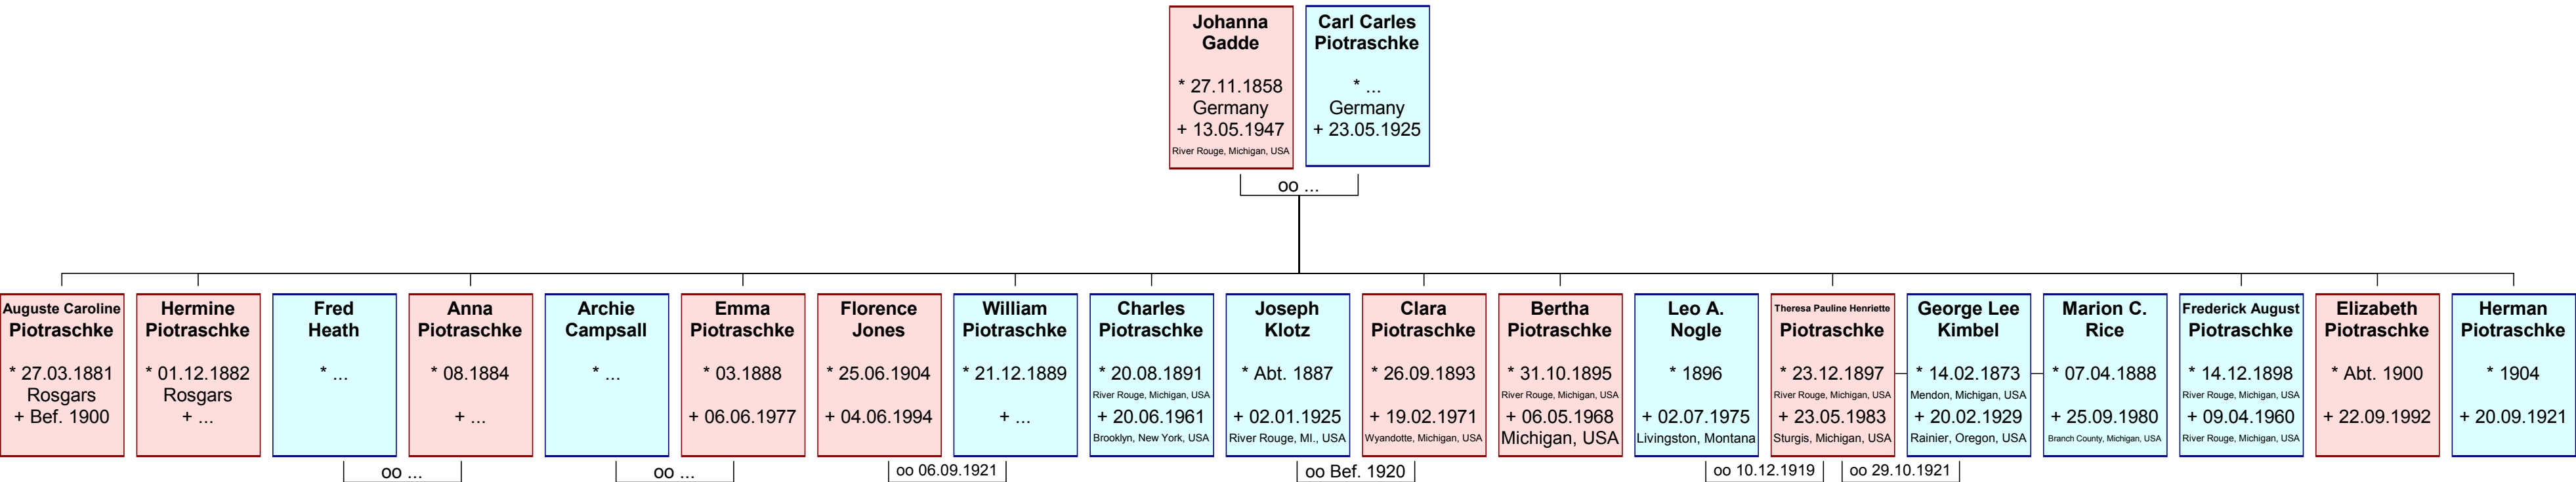 Johanna
Gadde
* 27.11.1858
Germany
+ 13.05.1947
River Rouge, Michigan, USA
Carl Carles
Piotraschke
* ...
Germany
+ 23.05.1925
oo ...
Auguste Caroline
Piotraschke
* 27.03.1881
Rosgars
+ Bef. 1900
Hermine
Piotraschke
* 01.12.1882
Rosgars
+ ...
Fred
Heath
* ...
Anna
Piotraschke
* 08.1884
+ ...
Archie
Campsall
* ...
Emma
Piotraschke
* 03.1888
+ 06.06.1977
Florence
Jones
* 25.06.1904
+ 04.06.1994
William
Piotraschke
* 21.12.1889
+ ...
Charles
Piotraschke
* 20.08.1891
River Rouge, Michigan, USA
+ 20.06.1961
Brooklyn, New York, USA
Joseph
Klotz
* Abt. 1887
+ 02.01.1925
River Rouge, MI., USA
Clara
Piotraschke
* 26.09.1893
+ 19.02.1971
Wyandotte, Michigan, USA
Bertha
Piotraschke
* 31.10.1895
River Rouge, Michigan, USA
+ 06.05.1968
Michigan, USA
Leo A.
Nogle
* 1896
+ 02.07.1975
Livingston, Montana
Theresa Pauline Henriette
Piotraschke
* 23.12.1897
River Rouge, Michigan, USA
+ 23.05.1983
Sturgis, Michigan, USA
George Lee
Kimbel
* 14.02.1873
Mendon, Michigan, USA
+ 20.02.1929
Rainier, Oregon, USA
Marion C.
Rice
* 07.04.1888
+ 25.09.1980
Branch County, Michigan, USA
Frederick August
Piotraschke
* 14.12.1898
River Rouge, Michigan, USA
+ 09.04.1960
River Rouge, Michigan, USA
Elizabeth
Piotraschke
* Abt. 1900
+ 22.09.1992
Herman
Piotraschke
* 1904
+ 20.09.1921
oo ...
oo ...
oo 06.09.1921
oo Bef. 1920
oo 10.12.1919
oo 29.10.1921